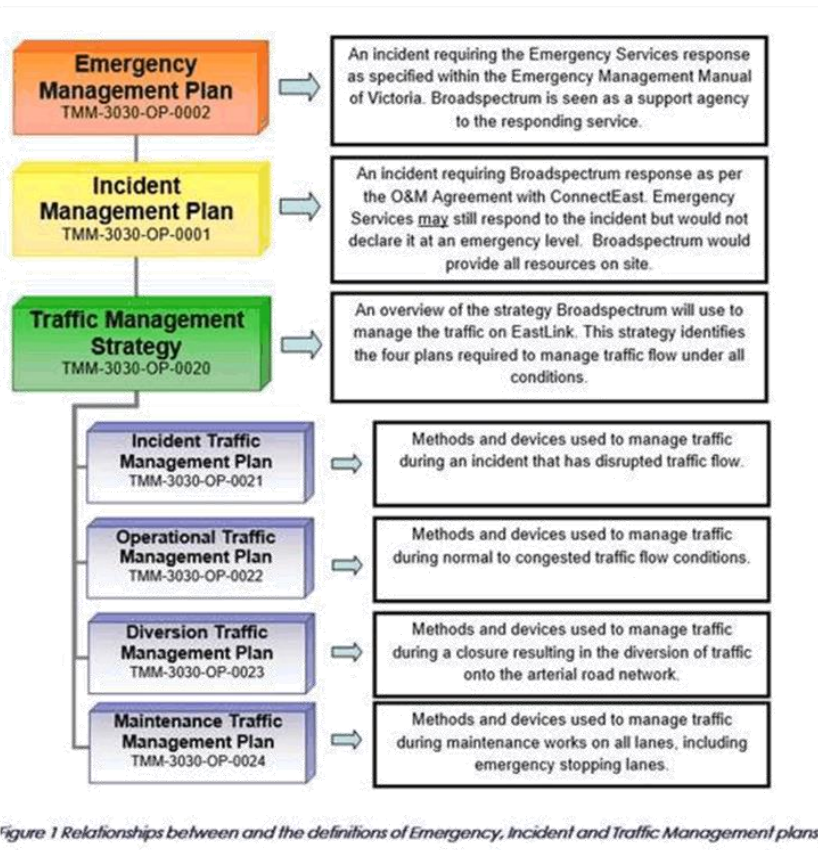 Emergency
Management Plan
TMM-3030-OP-0002
An incident requiring the Emergency Services response
as specified within the Emergency Management Manual
of Victoria. Broadspectrum is seen as a support agency
to the responding service.
Incident
Management Plan
TMM-3030-OP-0001
An incident requiring Broadspectrum response as per
the O&M Agreement with ConnectEast. Emergency
Services may still respond to the incident but would not
declare it at an emergency level. Broadspectrum would
provide all resources on site.
Traffic Management
Strategy
TMM-3030-OP-0020
An overview of the strategy Broadspectrum will use to
manage the traffic on EastLink. This strategy identifies
the four plans required to manage traffic flow under all
conditions.
Incident Traffic
Management Plan
TMM-3030-OP-0021
Methods and devices used to manage traffic
during an incident that has disrupted traffic flow.
Operational Traffic
Management Plan
TMM-3030-OP-0022
Methods and devices used to manage traffic
during normal to congested traffic flow conditions.
Diversion Traffic
Management Plan
TMM-3030-OP-0023
Methods and devices used to manage traffic
during a closure resulting in the diversion of traffic
onto the arterial road network.
Maintenance Traffic
Management Plan
TMM-3030-OP-0024
Methods and devices used to manage traffic
during maintenance works on all lanes, including
emergency stopping lanes.
Figure 1 Relationships between and the definitions of Emergency, Incident and Traffic Management plans